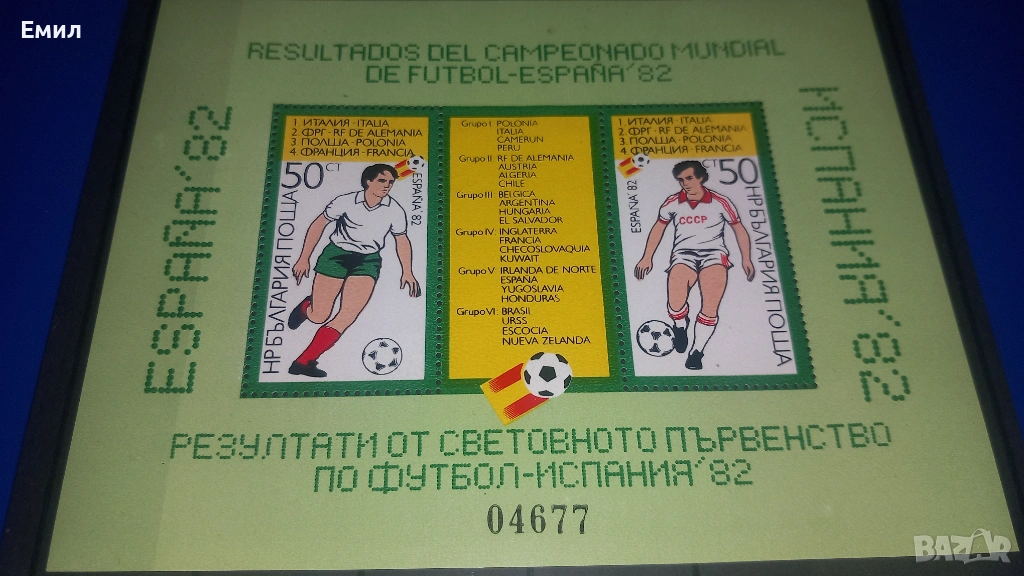 Емил
RESULTADOS DEL CAMPEONADO MUNDIAL
DE FUTBOL-ESPAÑA'82
ESPAÑA'82
ИСПАНИЯ'82
1. ИТАЛИЯ-ITALIA
2. ФРГ-RF DE ALEMANIA
3. ПОЛША-POLONIA
4. ФРАНЦИЯ-FRANCIA
50 СТ
ESPAÑA 82
НР БЪЛГАРИЯ ПОЩА
Grupo I POLONIA
ITALIA
CAMERUN
PERU
Grupo II RF DE ALEMANIA
AUSTRIA
ALGERIA
CHILE
Grupo III BELGICA
ARGENTINA
HUNGARIA
EL SALVADOR
Grupo IV INGLATERRA
FRANCIA
CHECOSLOVAQUIA
KUWAIT
Grupo V IRLANDA DE NORTE
ESPAÑA
YUGOSLAVIA
HONDURAS
Grupo VI BRASIL
URSS
ESCOCIA
NUEVA ZELANDA
1. ИТАЛИЯ-ITALIA
2. ФРГ-RF DE ALEMANIA
3. ПОЛША-POLONIA
4. ФРАНЦИЯ-FRANCIA
СТ 50
ESPAÑA 82
СССР
НР БЪЛГАРИЯ ПОЩА
РЕЗУЛТАТИ ОТ СВЕТОВНОТО ПЪРВЕНСТВО
ПО ФУТБОЛ-ИСПАНИЯ'82
04677
BAZAR